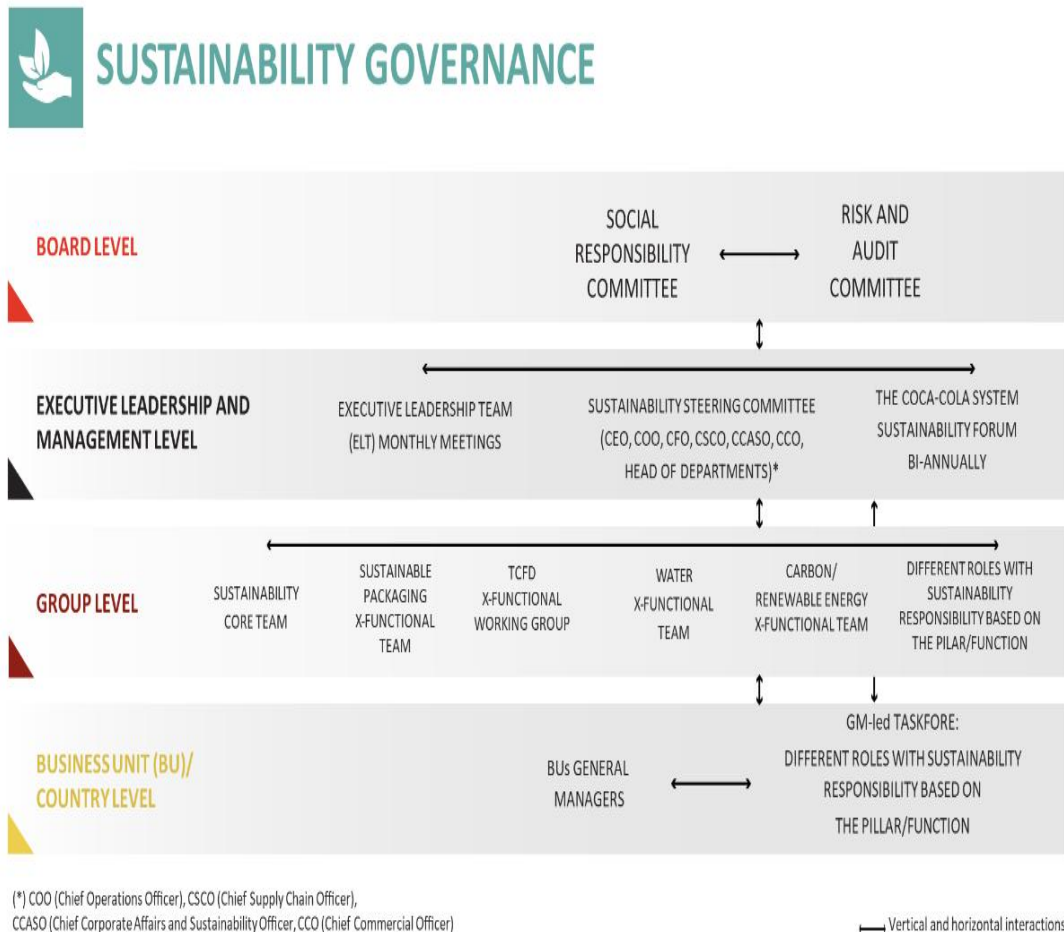 SUSTAINABILITY GOVERNANCE
BOARD LEVEL
SOCIAL
RESPONSIBILITY
COMMITTEE
RISK AND
AUDIT
COMMITTEE
EXECUTIVE LEADERSHIP AND
MANAGEMENT LEVEL
EXECUTIVE LEADERSHIP TEAM
(ELT) MONTHLY MEETINGS
SUSTAINABILITY STEERING COMMITTEE
(CEO, COO, CFO, CSCO, CCASO, CCO,
HEAD OF DEPARTMENTS)*
THE COCA-COLA SYSTEM
SUSTAINABILITY FORUM
BI-ANNUALLY
GROUP LEVEL
SUSTAINABILITY
CORE TEAM
SUSTAINABLE
PACKAGING
X-FUNCTIONAL
TEAM
TCFD
X-FUNCTIONAL
WORKING GROUP
WATER
X-FUNCTIONAL
TEAM
CARBON/
RENEWABLE ENERGY
X-FUNCTIONAL TEAM
DIFFERENT ROLES WITH
SUSTAINABILITY
RESPONSIBILITY BASED ON
THE PILAR/FUNCTION
BUSINESS UNIT (BU)/
COUNTRY LEVEL
BUs GENERAL
MANAGERS
GM-led TASKFORE:
DIFFERENT ROLES WITH SUSTAINABILITY
RESPONSIBILITY BASED ON
THE PILLAR/FUNCTION
(*) COO (Chief Operations Officer), CSCO (Chief Supply Chain Officer),
CCASO (Chief Corporate Affairs and Sustainability Officer, CCO (Chief Commercial Officer)
Vertical and horizontal interactions